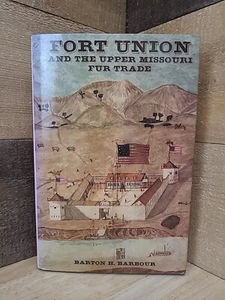 FORT UNION
AND THE UPPER MISSOURI
FUR TRADE
BARTON H. BARBOUR